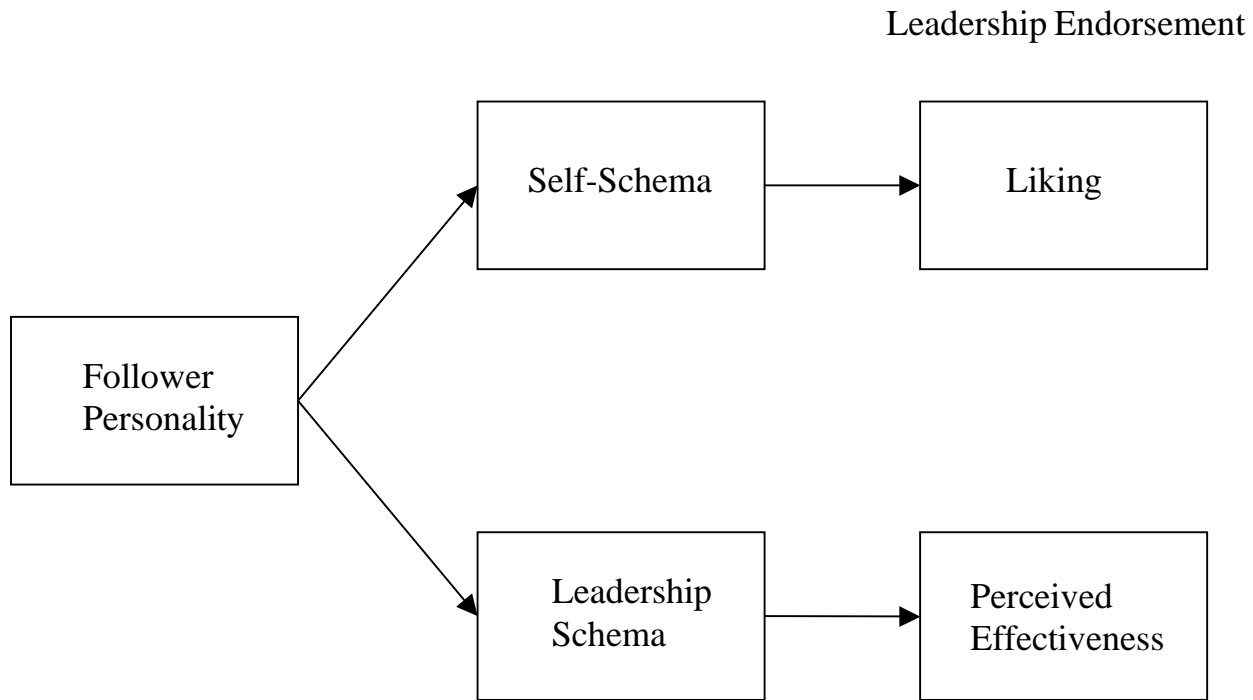 Leadership Endorsement
Self-Schema
Liking
Follower
Personality
Leadership
Schema
Perceived
Effectiveness